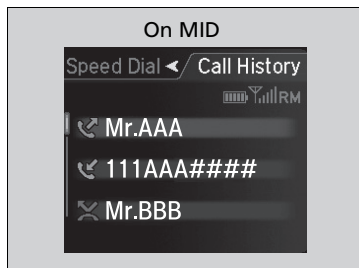 On MID
Speed Dial Call History
RM
Mr.AAA
111AAA####
Mr.BBB